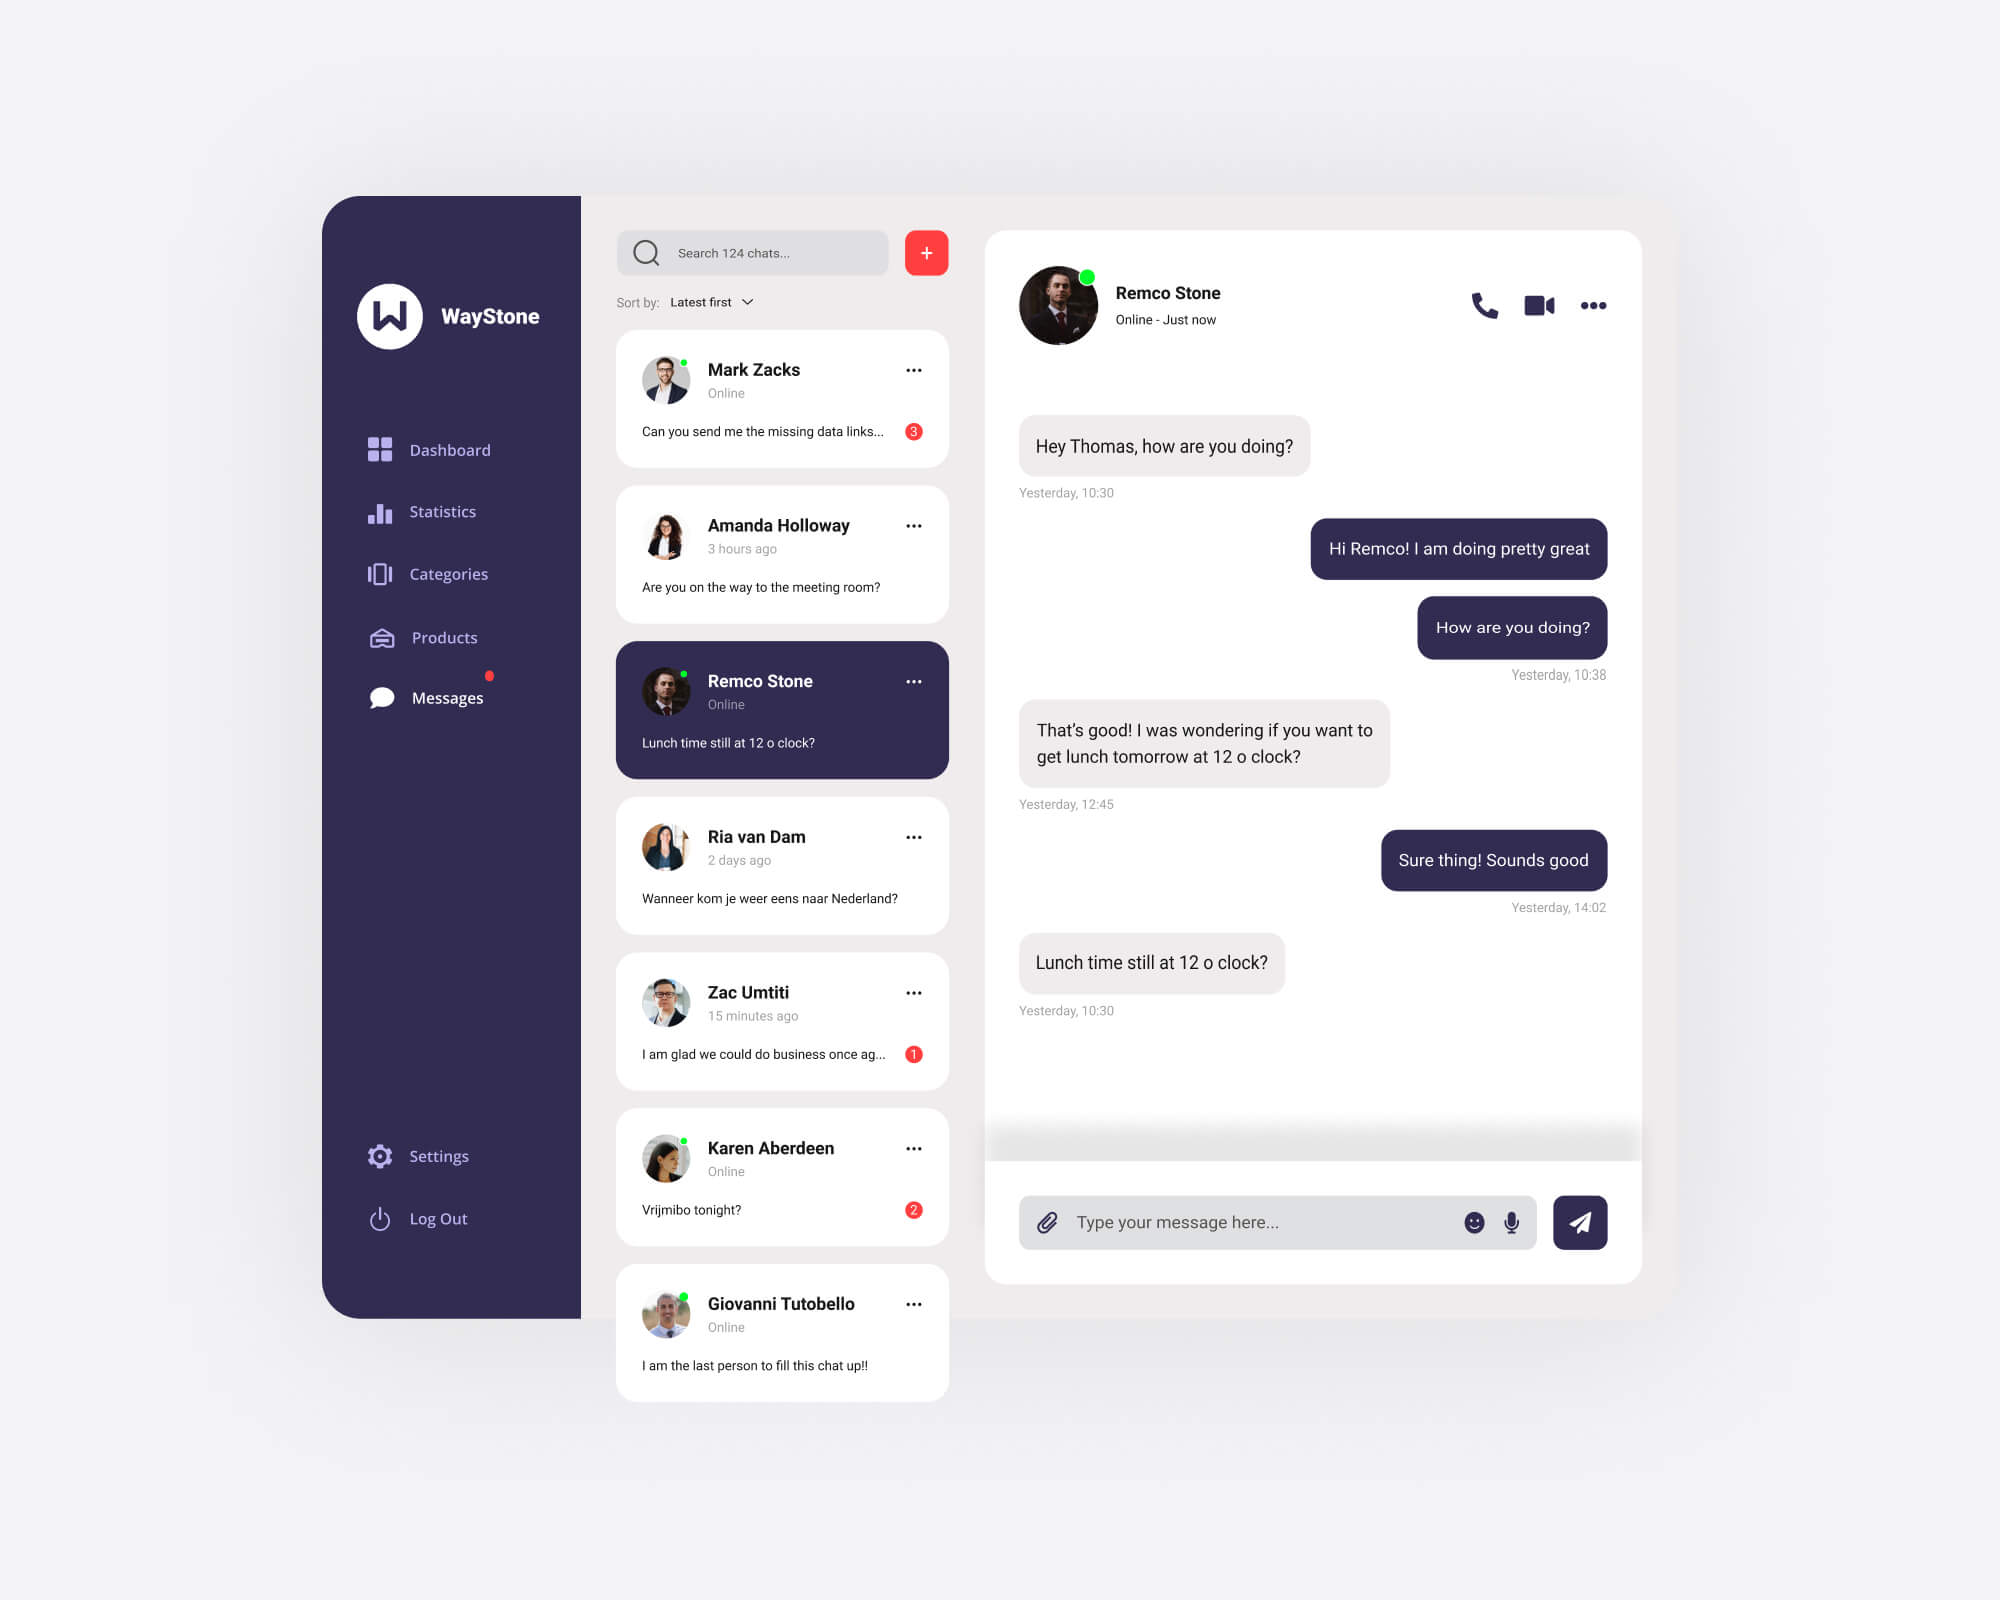 WayStone
Dashboard
Statistics
Categories
Products
Messages
Settings
Log Out
Search 124 chats...
+
Sort by: Latest first
Mark Zacks
Online
Can you send me the missing data links...
3
Amanda Holloway
3 hours ago
Are you on the way to the meeting room?
Remco Stone
Online
Lunch time still at 12 o clock?
Ria van Dam
2 days ago
Wanneer kom je weer eens naar Nederland?
Zac Umtiti
15 minutes ago
I am glad we could do business once ag...
1
Karen Aberdeen
Online
Vrijmibo tonight?
2
Giovanni Tutobello
Online
I am the last person to fill this chat up!!
Remco Stone
Online - Just now
Hey Thomas, how are you doing?
Yesterday, 10:30
Hi Remco! I am doing pretty great
How are you doing?
Yesterday, 10:38
That's good! I was wondering if you want to
get lunch tomorrow at 12 o clock?
Yesterday, 12:45
Sure thing! Sounds good
Yesterday, 14:02
Lunch time still at 12 o clock?
Yesterday, 10:30
Type your message here...